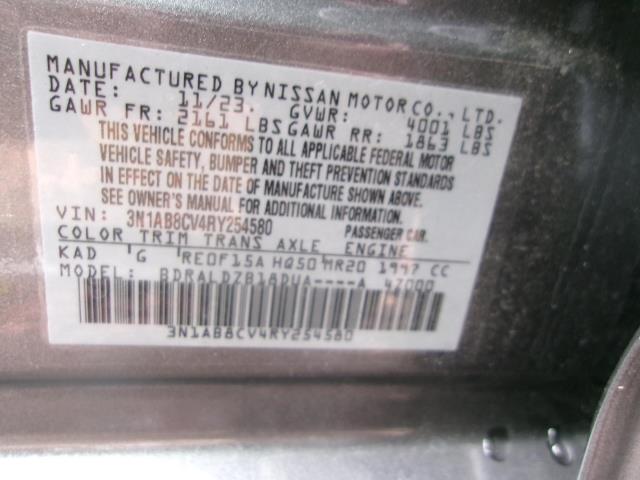 MANUFACTURED BY NISSAN MOTOR CO., LTD.
DATE: 11/23. GVWR: 4001 LBS
GAWR FR: 2161 LBS GAWR RR: 1863 LBS
THIS VEHICLE CONFORMS TO ALL APPLICABLE FEDERAL MOTOR
VEHICLE SAFETY, BUMPER AND THEFT PREVENTION STANDARDS
IN EFFECT ON THE DATE OF MANUFACTURE SHOWN ABOVE.
SEE OWNER'S MANUAL FOR ADDITIONAL INFORMATION.
VIN: 3N1AB8CV4RY254580 PASSENGER CAR
COLOR TRIM TRANS AXLE ENGINE
KAD G RE0F15A HQ50 MR20 1997 CC
MODEL: BDRALDZB18DUA----A 4Z000
3N1AB8CV4RY254580